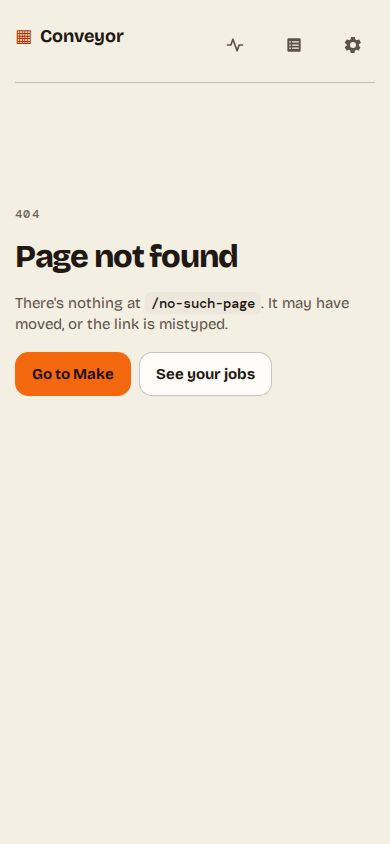 Conveyor
404
Page not found
There's nothing at /no-such-page. It may have
moved, or the link is mistyped.
Go to Make
See your jobs